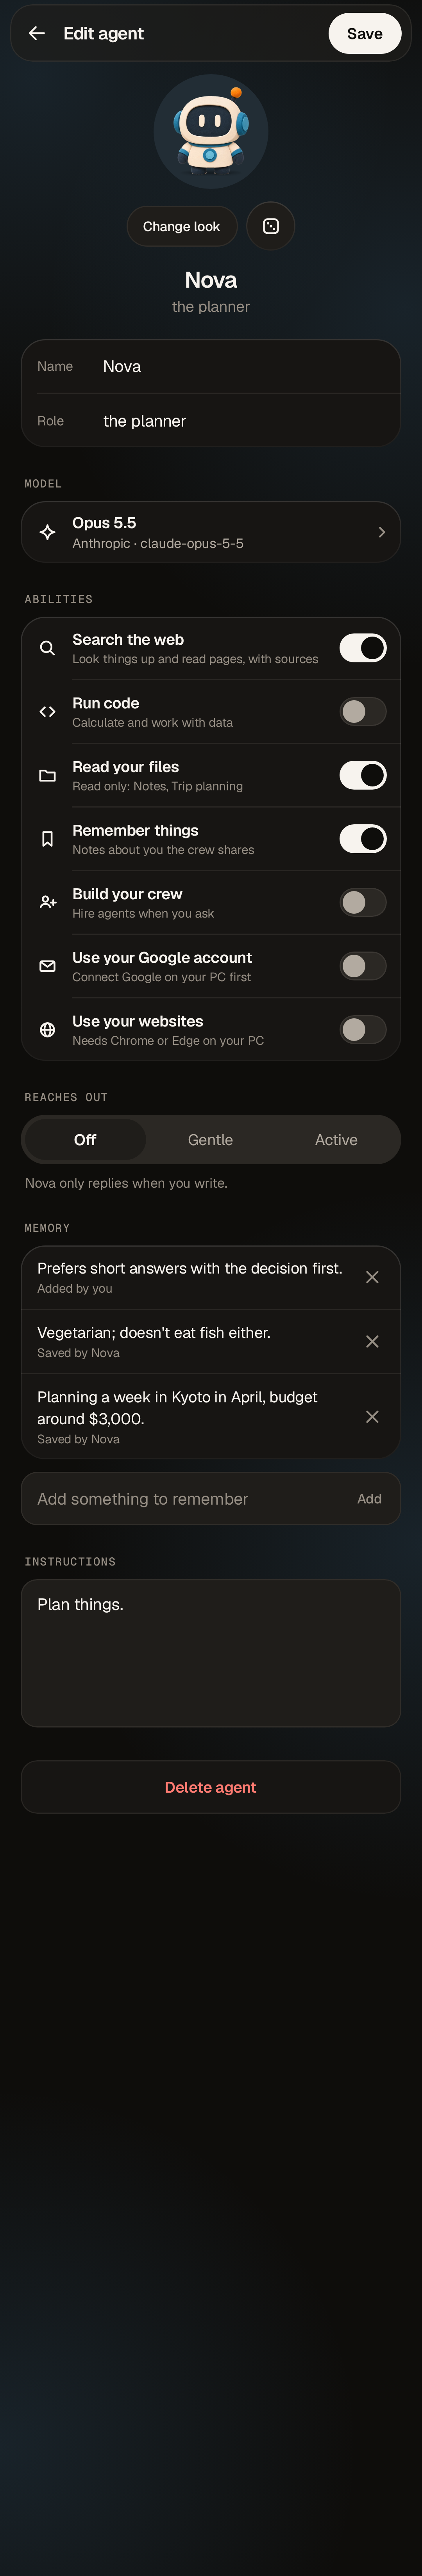 Edit agent
Save
Change look
Nova
the planner
Name Nova
Role the planner
MODEL
Opus 5.5
Anthropic · claude-opus-5-5
ABILITIES
Search the web
Look things up and read pages, with sources
Run code
Calculate and work with data
Read your files
Read only: Notes, Trip planning
Remember things
Notes about you the crew shares
Build your crew
Hire agents when you ask
Use your Google account
Connect Google on your PC first
Use your websites
Needs Chrome or Edge on your PC
REACHES OUT
Off Gentle Active
Nova only replies when you write.
MEMORY
Prefers short answers with the decision first.
Added by you
Vegetarian; doesn't eat fish either.
Saved by Nova
Planning a week in Kyoto in April, budget
around $3,000.
Saved by Nova
Add something to remember Add
INSTRUCTIONS
Plan things.
Delete agent